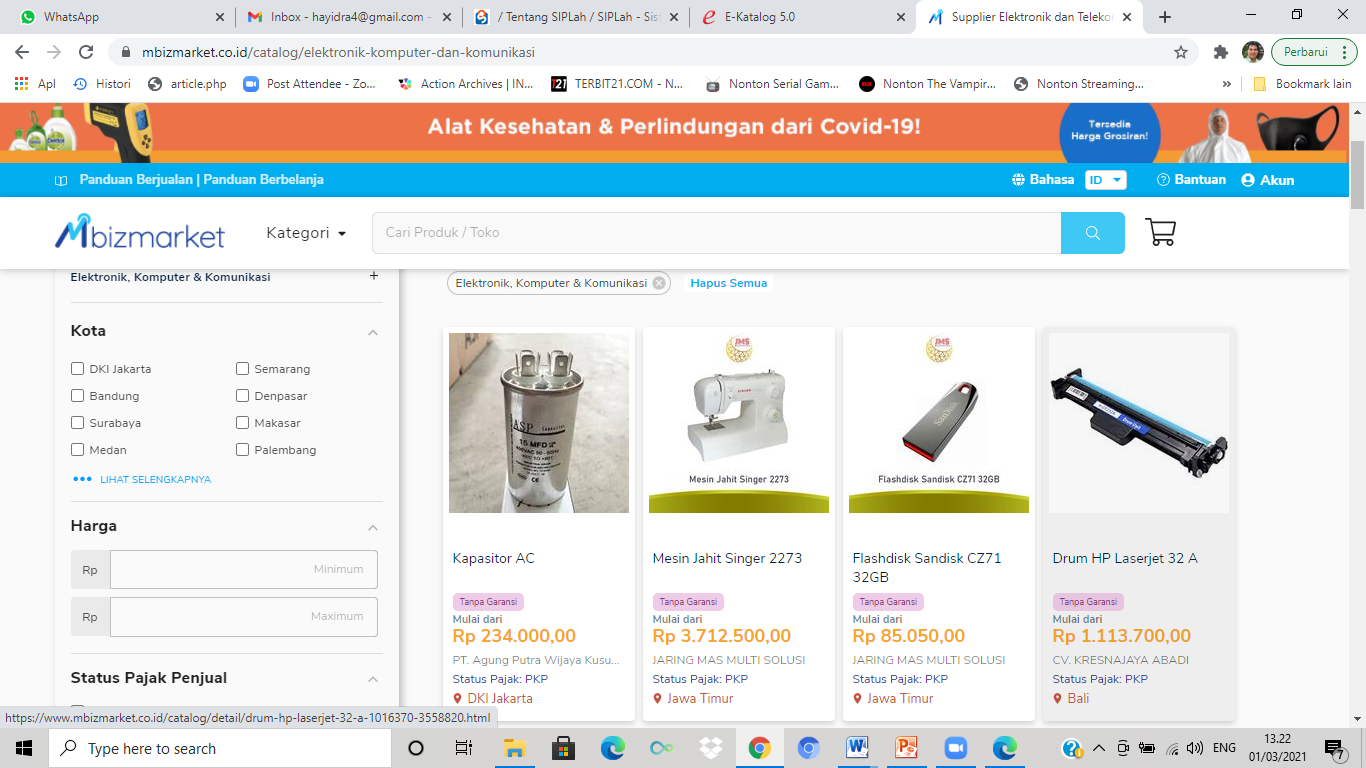 WhatsApp
Inbox - hayidra4@gmail.com -
/ Tentang SIPLah / SIPLah - Sis
E-Katalog 5.0
Supplier Elektronik dan Teleko
mbizmarket.co.id/catalog/elektronik-komputer-dan-komunikasi
Perbarui
Apl
Histori
article.php
Post Attendee - Zo...
Action Archives | IN...
TERBIT21.COM - N...
Nonton Serial Gam...
Nonton The Vampir...
Nonton Streaming...
»
Bookmark lain
Alat Kesehatan & Perlindungan dari Covid-19!
Tersedia
Harga Grosiran!
Panduan Berjualan | Panduan Berbelanja
Bahasa
ID
Bantuan
Akun
Mbizmarket
Kategori
Cari Produk / Toko
Elektronik, Komputer & Komunikasi
+
Elektronik, Komputer & Komunikasi
Hapus Semua
Kota
DKI Jakarta
Semarang
Bandung
Denpasar
Surabaya
Makasar
Medan
Palembang
LIHAT SELENGKAPNYA
Harga
Rp
Minimum
Rp
Maximum
Status Pajak Penjual
ASP Capacitors
15 MFD
Kapasitor AC
Tanpa Garansi
Mulai dari
Rp 234.000,00
PT. Agung Putra Wijaya Kusu...
Status Pajak: PKP
DKI Jakarta
JMS
SINGER
Mesin Jahit Singer 2273
Mesin Jahit Singer 2273
Tanpa Garansi
Mulai dari
Rp 3.712.500,00
JARING MAS MULTI SOLUSI
Status Pajak: PKP
Jawa Timur
JMS
SanDisk
Flashdisk Sandisk CZ71 32GB
Flashdisk Sandisk CZ71
32GB
Tanpa Garansi
Mulai dari
Rp 85.050,00
JARING MAS MULTI SOLUSI
Status Pajak: PKP
Jawa Timur
Drum HP Laserjet 32 A
Tanpa Garansi
Mulai dari
Rp 1.113.700,00
CV. KRESNAJAYA ABADI
Status Pajak: PKP
Bali
https://www.mbizmarket.co.id/catalog/detail/drum-hp-laserjet-32-a-1016370-3558820.html
Type here to search
ENG
13.22
01/03/2021
7